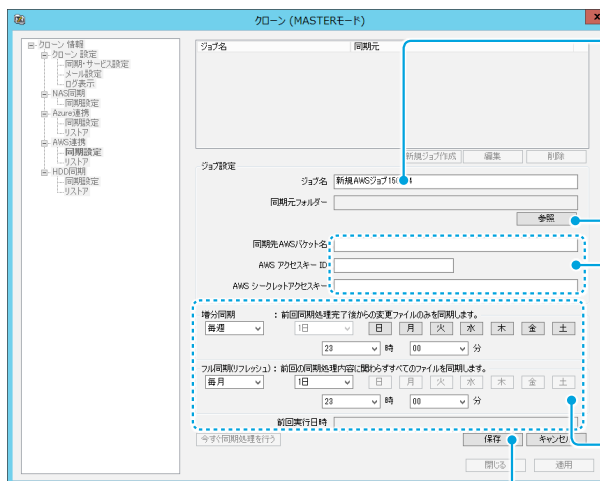 クローン (MASTERモード)
x
クローン 情報
クローン 設定
同期・サービス設定
メール設定
ログ表示
NAS同期
同期設定
Azure連携
同期設定
リストア
AWS連携
同期設定
リストア
HDD同期
同期設定
リストア
ジョブ名 同期元
新規ジョブ作成 編集 削除
ジョブ設定
ジョブ名 新規AWSジョブ15
同期元フォルダー
参照
同期先AWSバケット名
AWS アクセスキー ID
AWS シークレットアクセスキー
増分同期 : 前回同期処理完了後からの変更ファイルのみを同期します。
毎週 1日 日 月 火 水 木 金 土
23 時 00 分
フル同期(リフレッシュ) : 前回の同期処理内容に関わらずすべてのファイルを同期します。
毎月 1日 日 月 火 水 木 金 土
23 時 00 分
前回実行日時
今すぐ同期処理を行う 保存 キャンセル
閉じる 適用